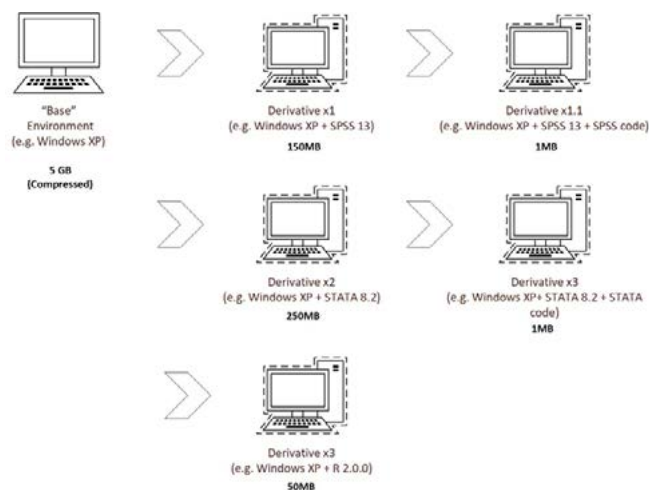 "Base"
Environment
(e.g. Windows XP)
5 GB
(Compressed)
Derivative x1
(e.g. Windows XP + SPSS 13)
150MB
Derivative x1.1
(e.g. Windows XP + SPSS 13 + SPSS code)
1MB
Derivative x2
(e.g. Windows XP + STATA 8.2)
250MB
Derivative x3
(e.g. Windows XP+ STATA 8.2 + STATA
code)
1MB
Derivative x3
(e.g. Windows XP + R 2.0.0)
50MB